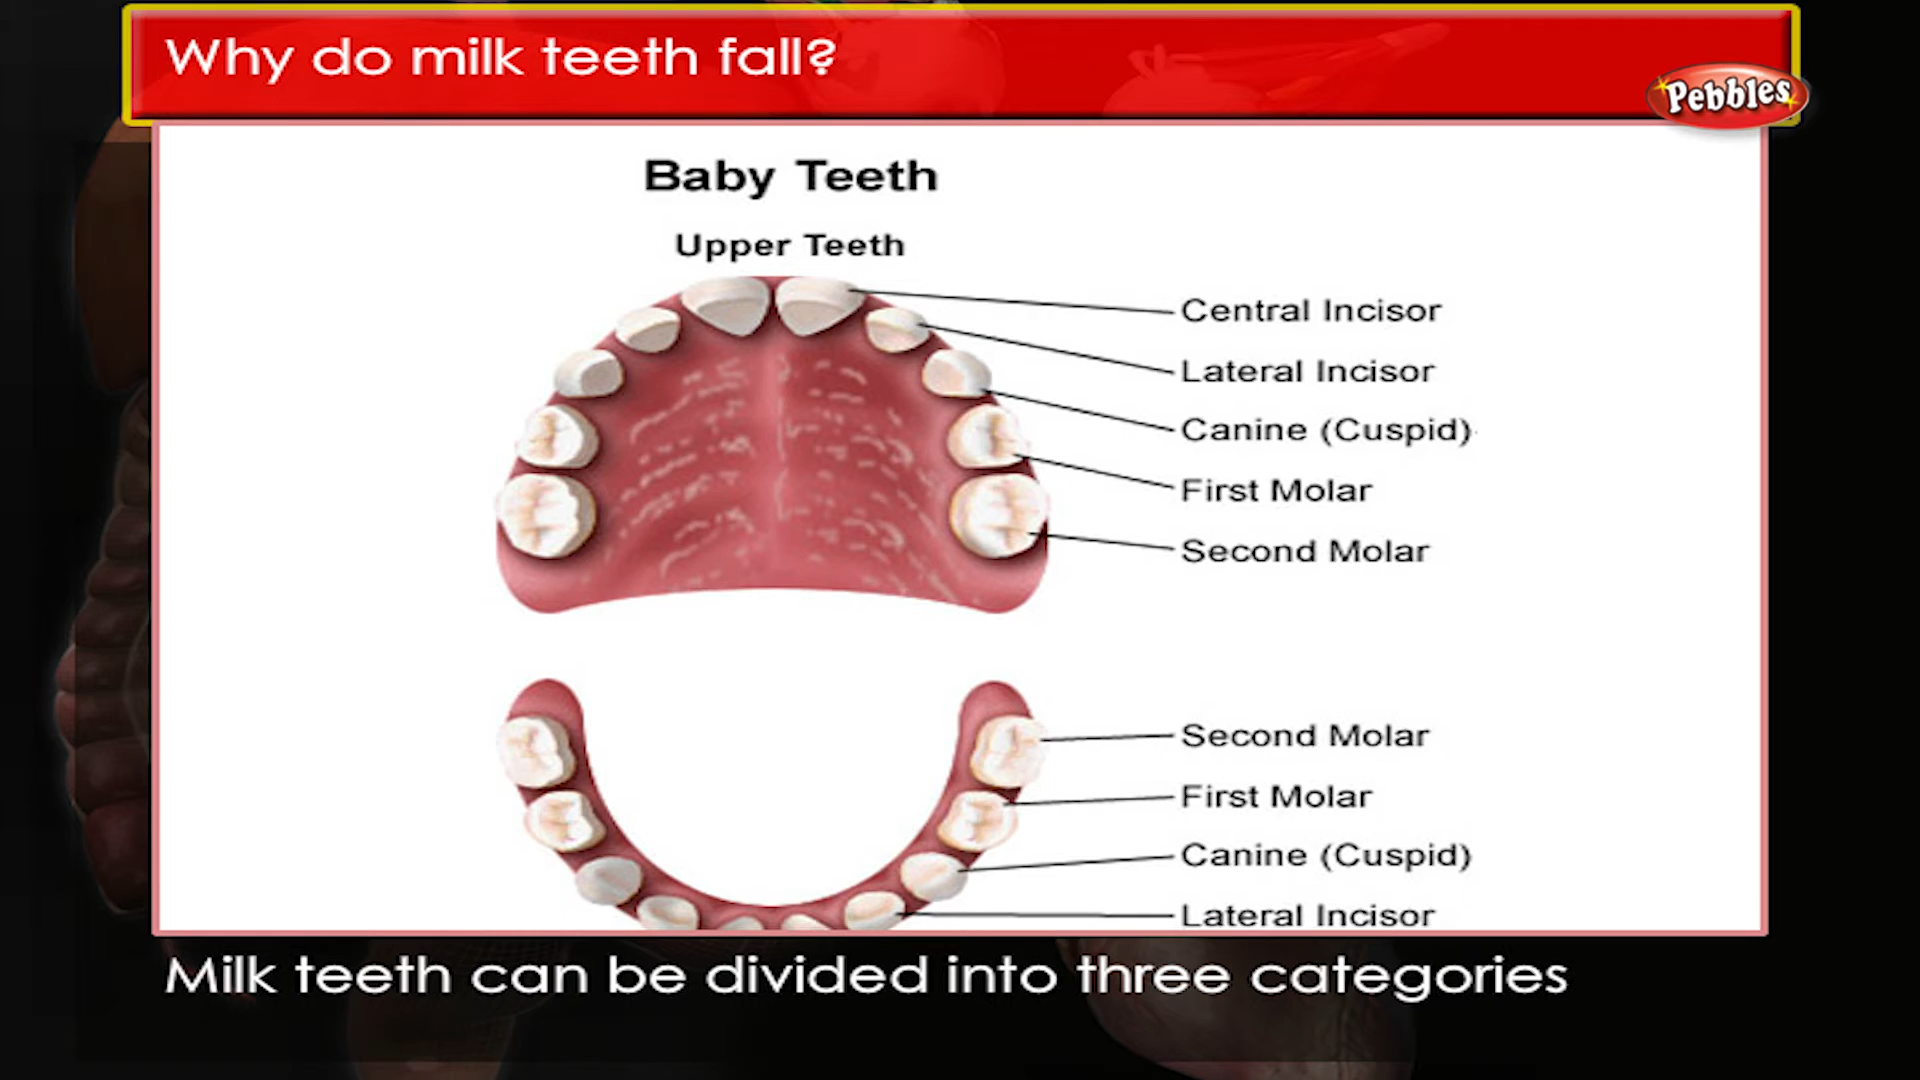 Why do milk teeth fall?
Pebbles
Baby Teeth
Upper Teeth
Central Incisor
Lateral Incisor
Canine (Cuspid)
First Molar
Second Molar
Second Molar
First Molar
Canine (Cuspid)
Lateral Incisor
Milk teeth can be divided into three categories